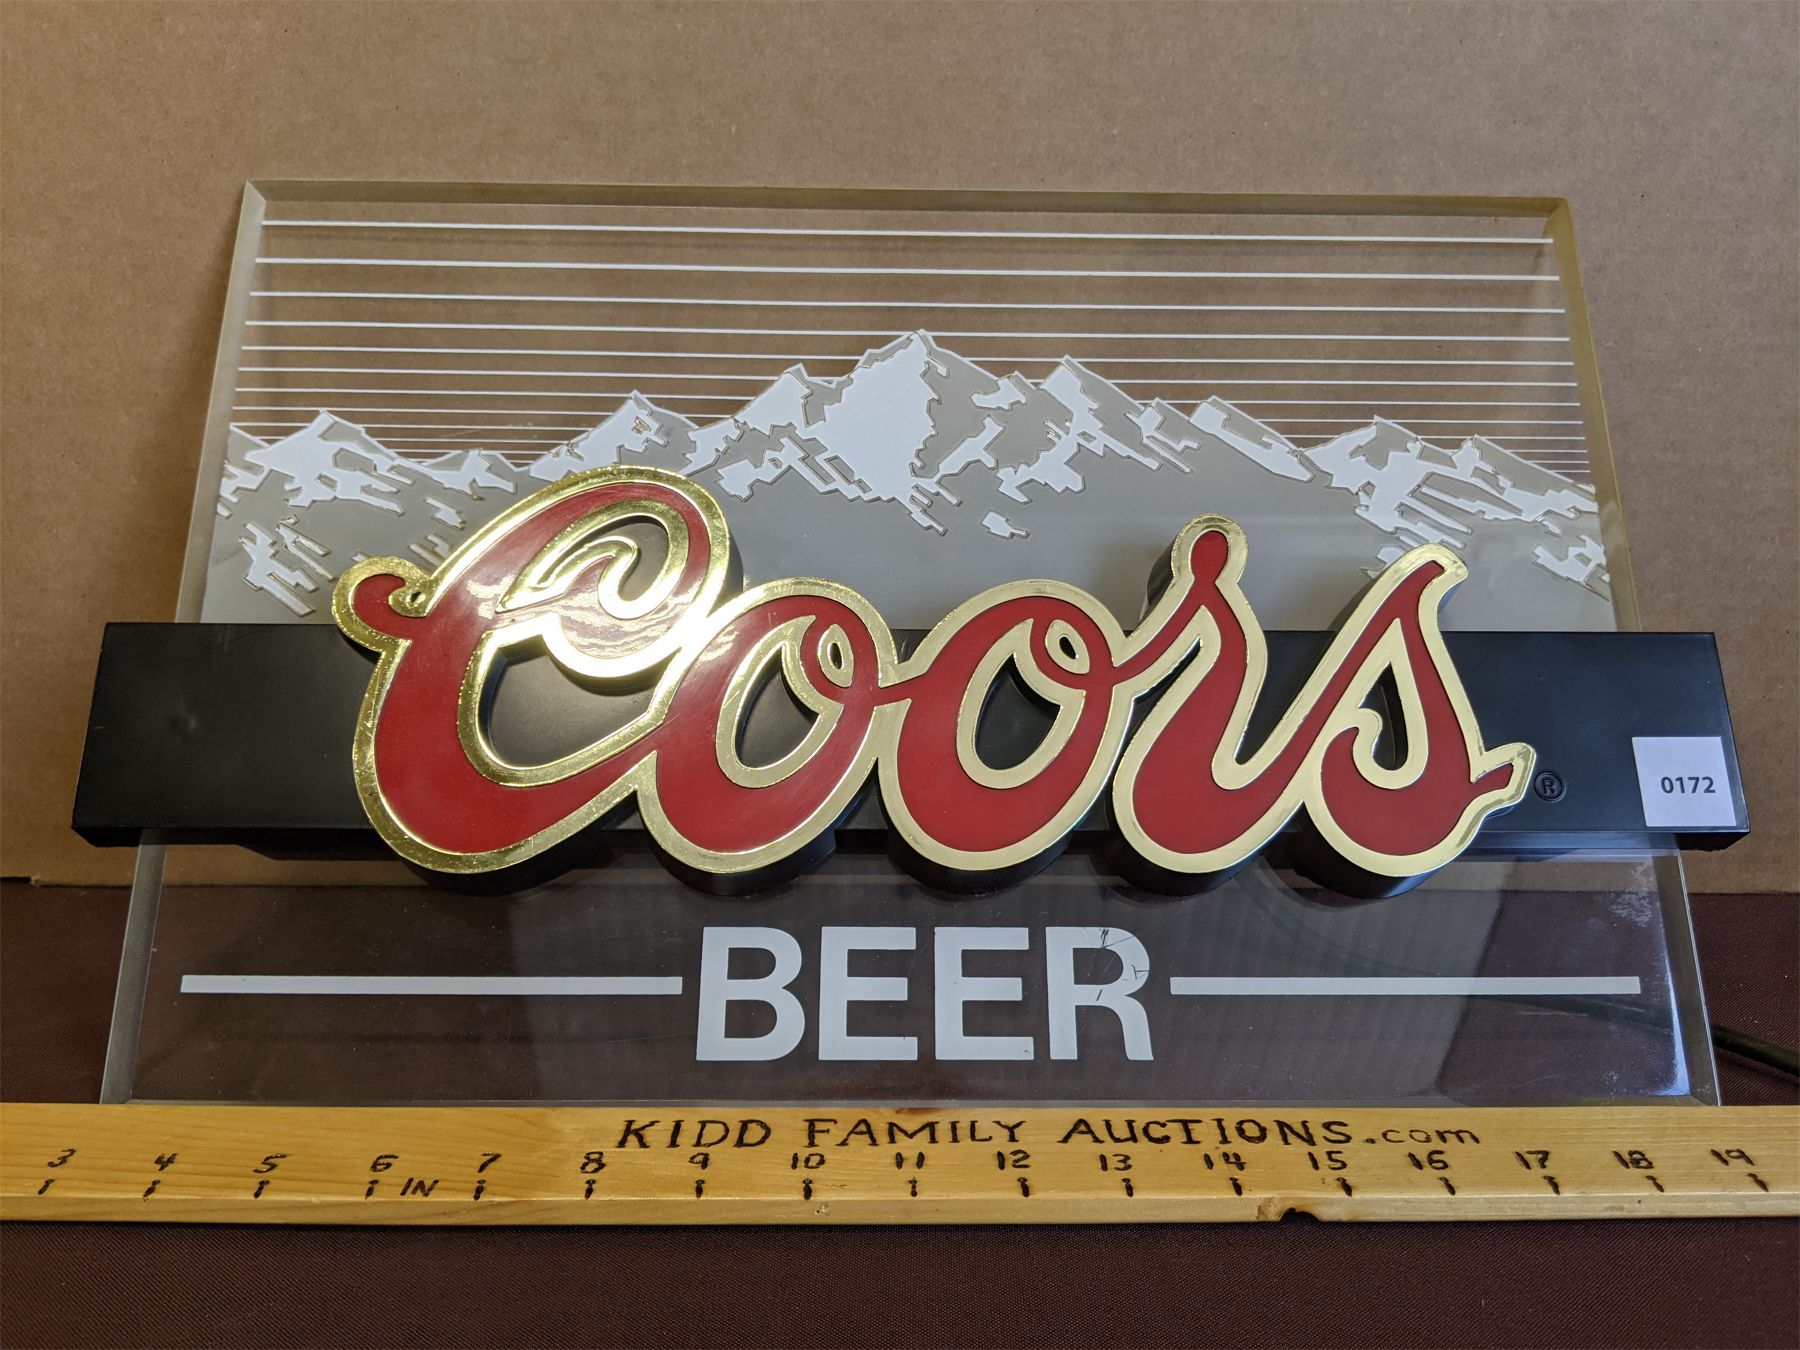 Coors
®
0172
BEER
KIDD FAMILY AUCTIONS.com
3 4 5 6 IN 7 8 9 10 11 12 13 14 15 16 17 18 19